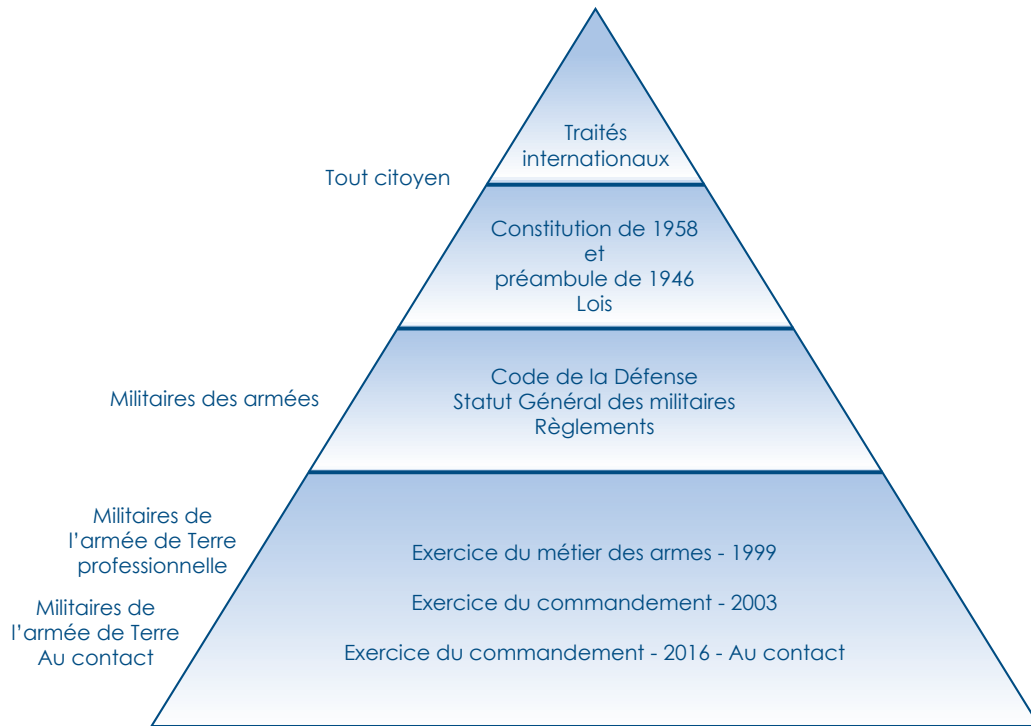 Traités
internationaux
Tout citoyen
Constitution de 1958
et
préambule de 1946
Lois
Militaires des armées
Code de la Défense
Statut Général des militaires
Règlements
Militaires de
l'armée de Terre
professionnelle
Exercice du métier des armes - 1999
Exercice du commandement - 2003
Militaires de
l'armée de Terre
Au contact
Exercice du commandement - 2016 - Au contact